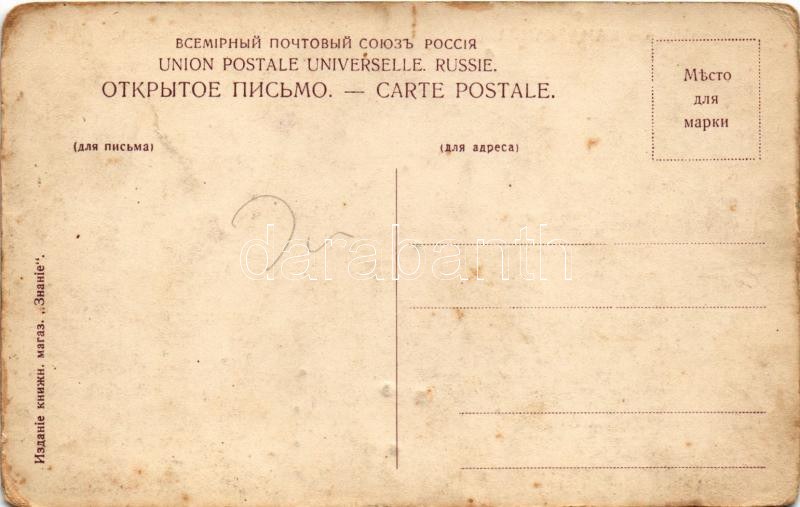 ВСЕМІРНЫЙ ПОЧТОВЫЙ СОЮЗЪ РОССІЯ
UNION POSTALE UNIVERSELLE. RUSSIE.
ОТКРЫТОЕ ПИСЬМО. — CARTE POSTALE.
Мѣсто
для
марки
(для письма)
(для адреса)
darabanth
Изданіе книжн. магаз. „Знаніе“.